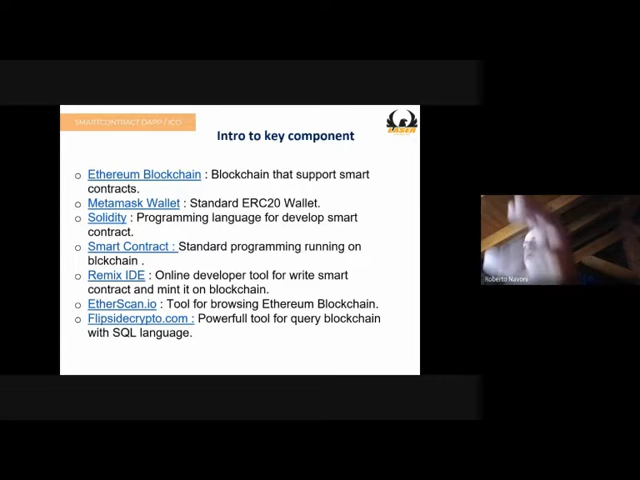 SMARTCONTRACT DAPP / ICO
Intro to key component
LASER
Ethereum Blockchain : Blockchain that support smart
contracts.
Metamask Wallet : Standard ERC20 Wallet.
Solidity : Programming language for develop smart
contract.
Smart Contract : Standard programming running on
blckchain .
Remix IDE : Online developer tool for write smart
contract and mint it on blockchain.
EtherScan.io : Tool for browsing Ethereum Blockchain.
Flipsidecrypto.com : Powerfull tool for query blockchain
with SQL language.
Roberto Navoni